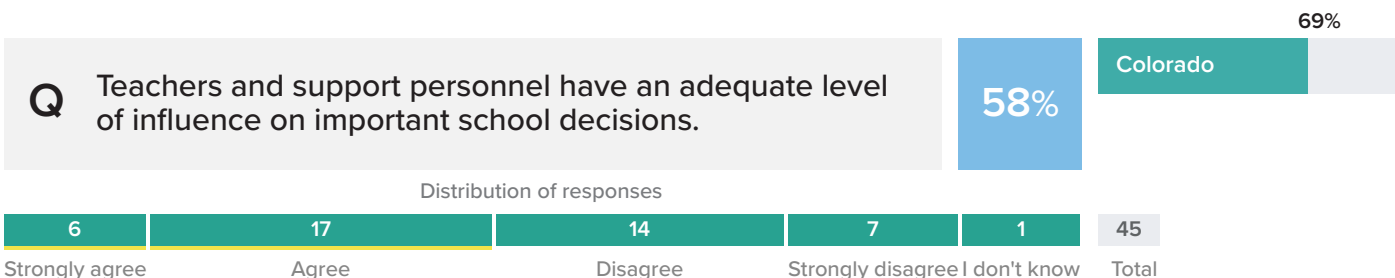 69%
Q
Teachers and support personnel have an adequate level
of influence on important school decisions.
58%
Colorado
Distribution of responses
6
17
14
7
1
45
Strongly agree
Agree
Disagree
Strongly disagree
I don't know
Total